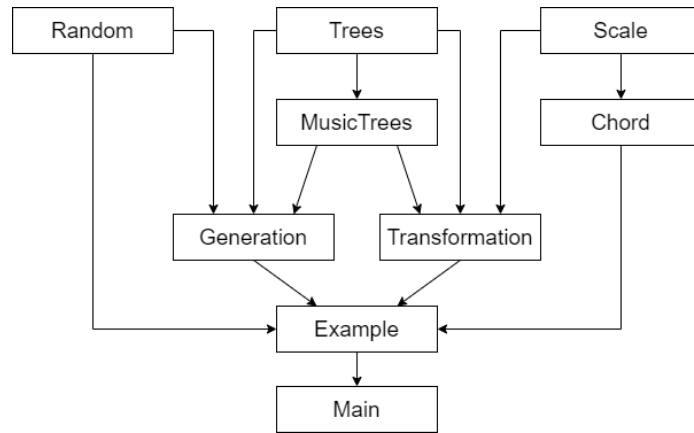 Random
Trees
Scale
MusicTrees
Chord
Generation
Transformation
Example
Main